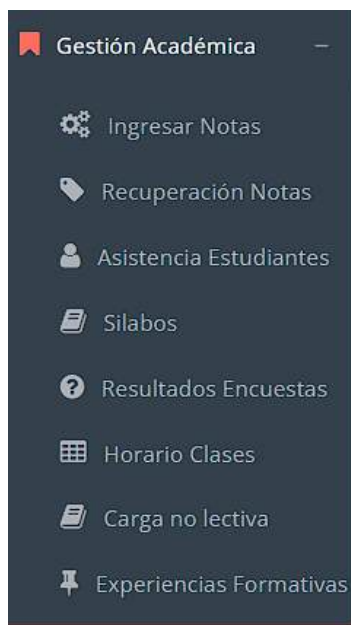 Gestión Académica
Ingresar Notas
Recuperación Notas
Asistencia Estudiantes
Silabos
Resultados Encuestas
Horario Clases
Carga no lectiva
Experiencias Formativas